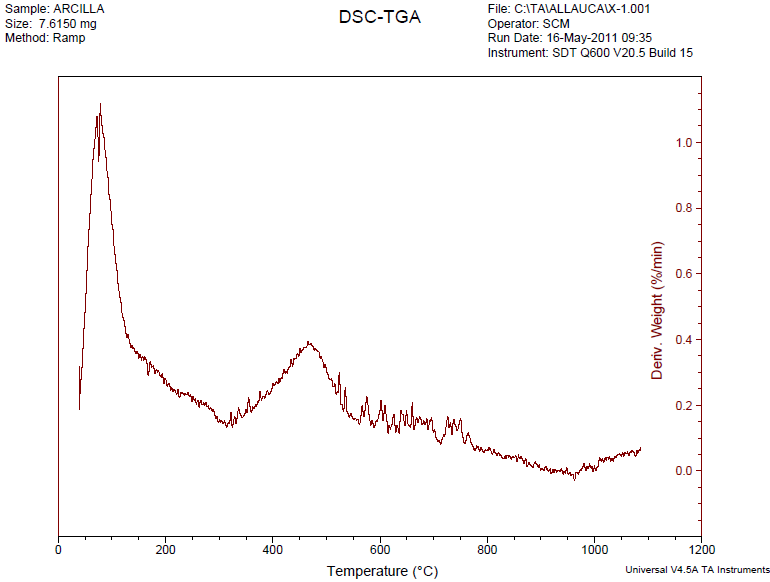 Sample: ARCILLA
Size: 7.6150 mg
Method: Ramp
DSC-TGA
File: C:\TA\ALLAUCA\X-1.001
Operator: SCM
Run Date: 16-May-2011 09:35
Instrument: SDT Q600 V20.5 Build 15
1.0
0.8
0.6
0.4
0.2
0.0
Deriv. Weight (%/min)
0 200 400 600 800 1000 1200
Temperature (°C)
Universal V4.5A TA Instruments